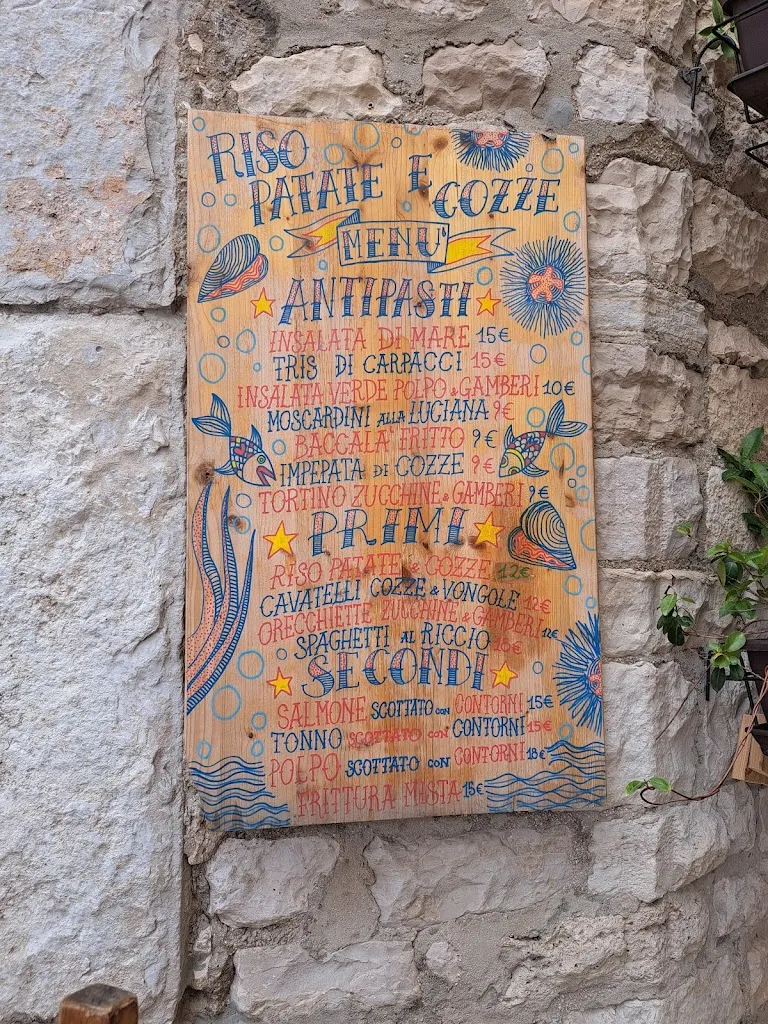 RISO
PATATE E
COZZE
MENU'
ANTIPASTI
INSALATA DI MARE 15€
TRIS DI CARPACCI 15€
INSALATA VERDE POLPO & GAMBERI 10€
MOSCARDINI ALLA LUCIANA 9€
BACCALA' FRITTO 9€
IMPEPATA DI COZZE 9€
TORTINO ZUCCHINE & GAMBERI 9€
PRIMI
RISO PATATE & COZZE 12€
CAVATELLI COZZE & VONGOLE 12€
ORECCHIETTE ZUCCHINE & GAMBERI 12€
SPAGHETTI AL RICCIO
SECONDI
SALMONE SCOTTATO CON CONTORNI 15€
TONNO SCOTTATO CON CONTORNI 15€
POLPO SCOTTATO CON CONTORNI 18€
FRITTURA MISTA 15€